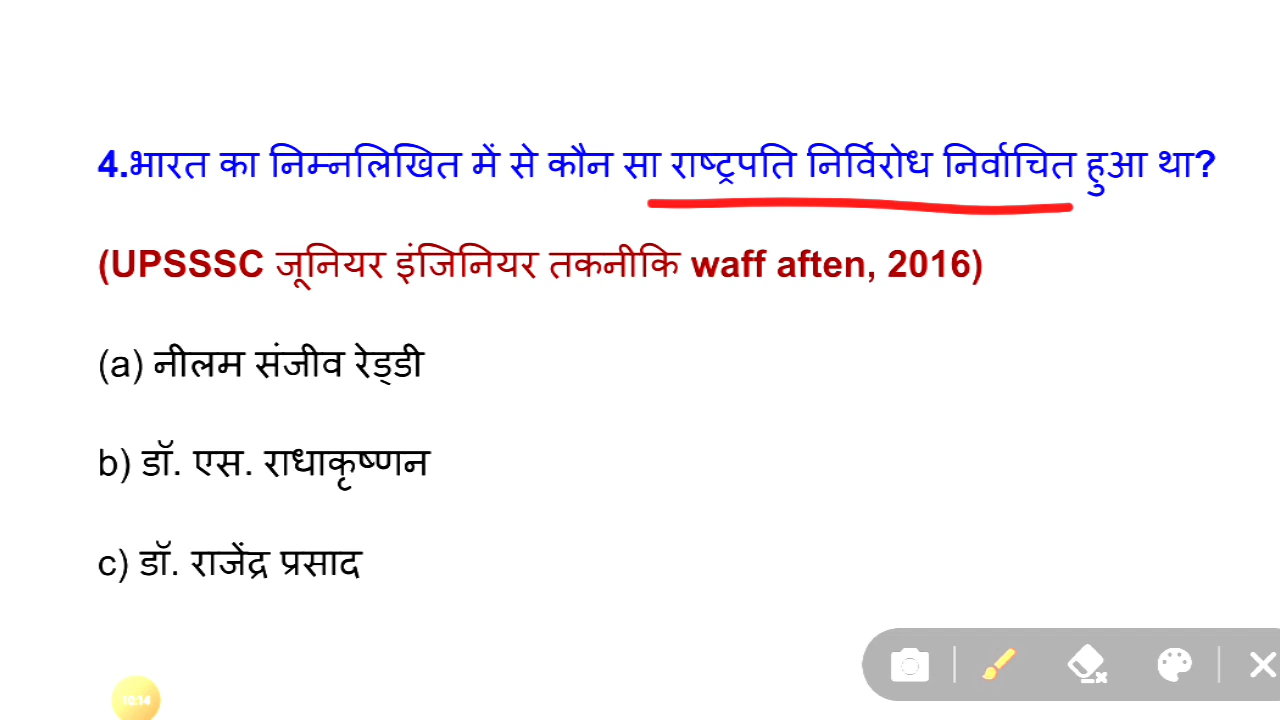 4.भारत का निम्नलिखित में से कौन सा राष्ट्रपति निर्विरोध निर्वाचित हुआ था?
(UPSSSC जूनियर इंजिनियर तकनीकि waff aften, 2016)
(a) नीलम संजीव रेड्डी
b) डॉ. एस. राधाकृष्णन
c) डॉ. राजेंद्र प्रसाद